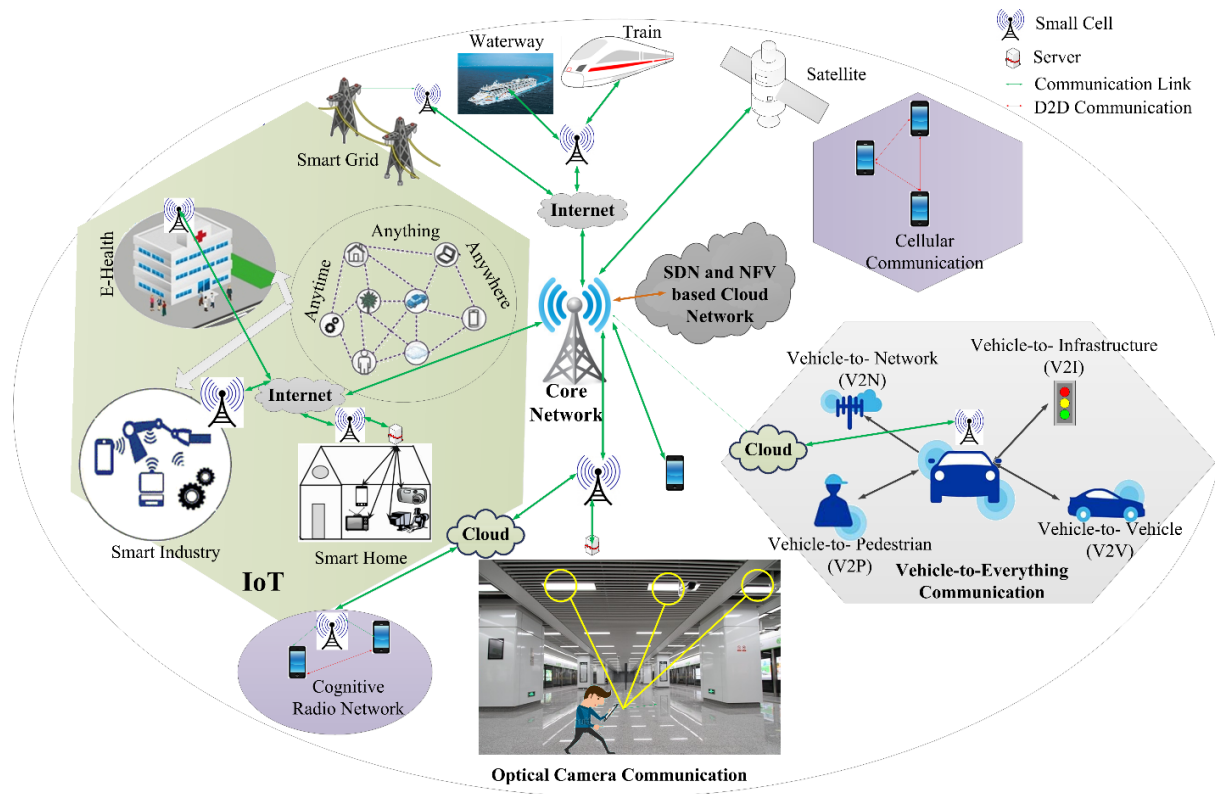 Small Cell
Server
Communication Link
D2D Communication
Waterway
Train
Satellite
Smart Grid
Internet
Cellular
Communication
E-Health
Anything
Anytime
Anywhere
SDN and NFV
based Cloud
Network
Core
Network
Internet
Smart Industry
Smart Home
IoT
Cloud
Cognitive
Radio Network
Optical Camera Communication
Vehicle-to- Network
(V2N)
Vehicle-to- Infrastructure
(V2I)
Cloud
Vehicle-to- Pedestrian
(V2P)
Vehicle-to- Vehicle
(V2V)
Vehicle-to-Everything
Communication